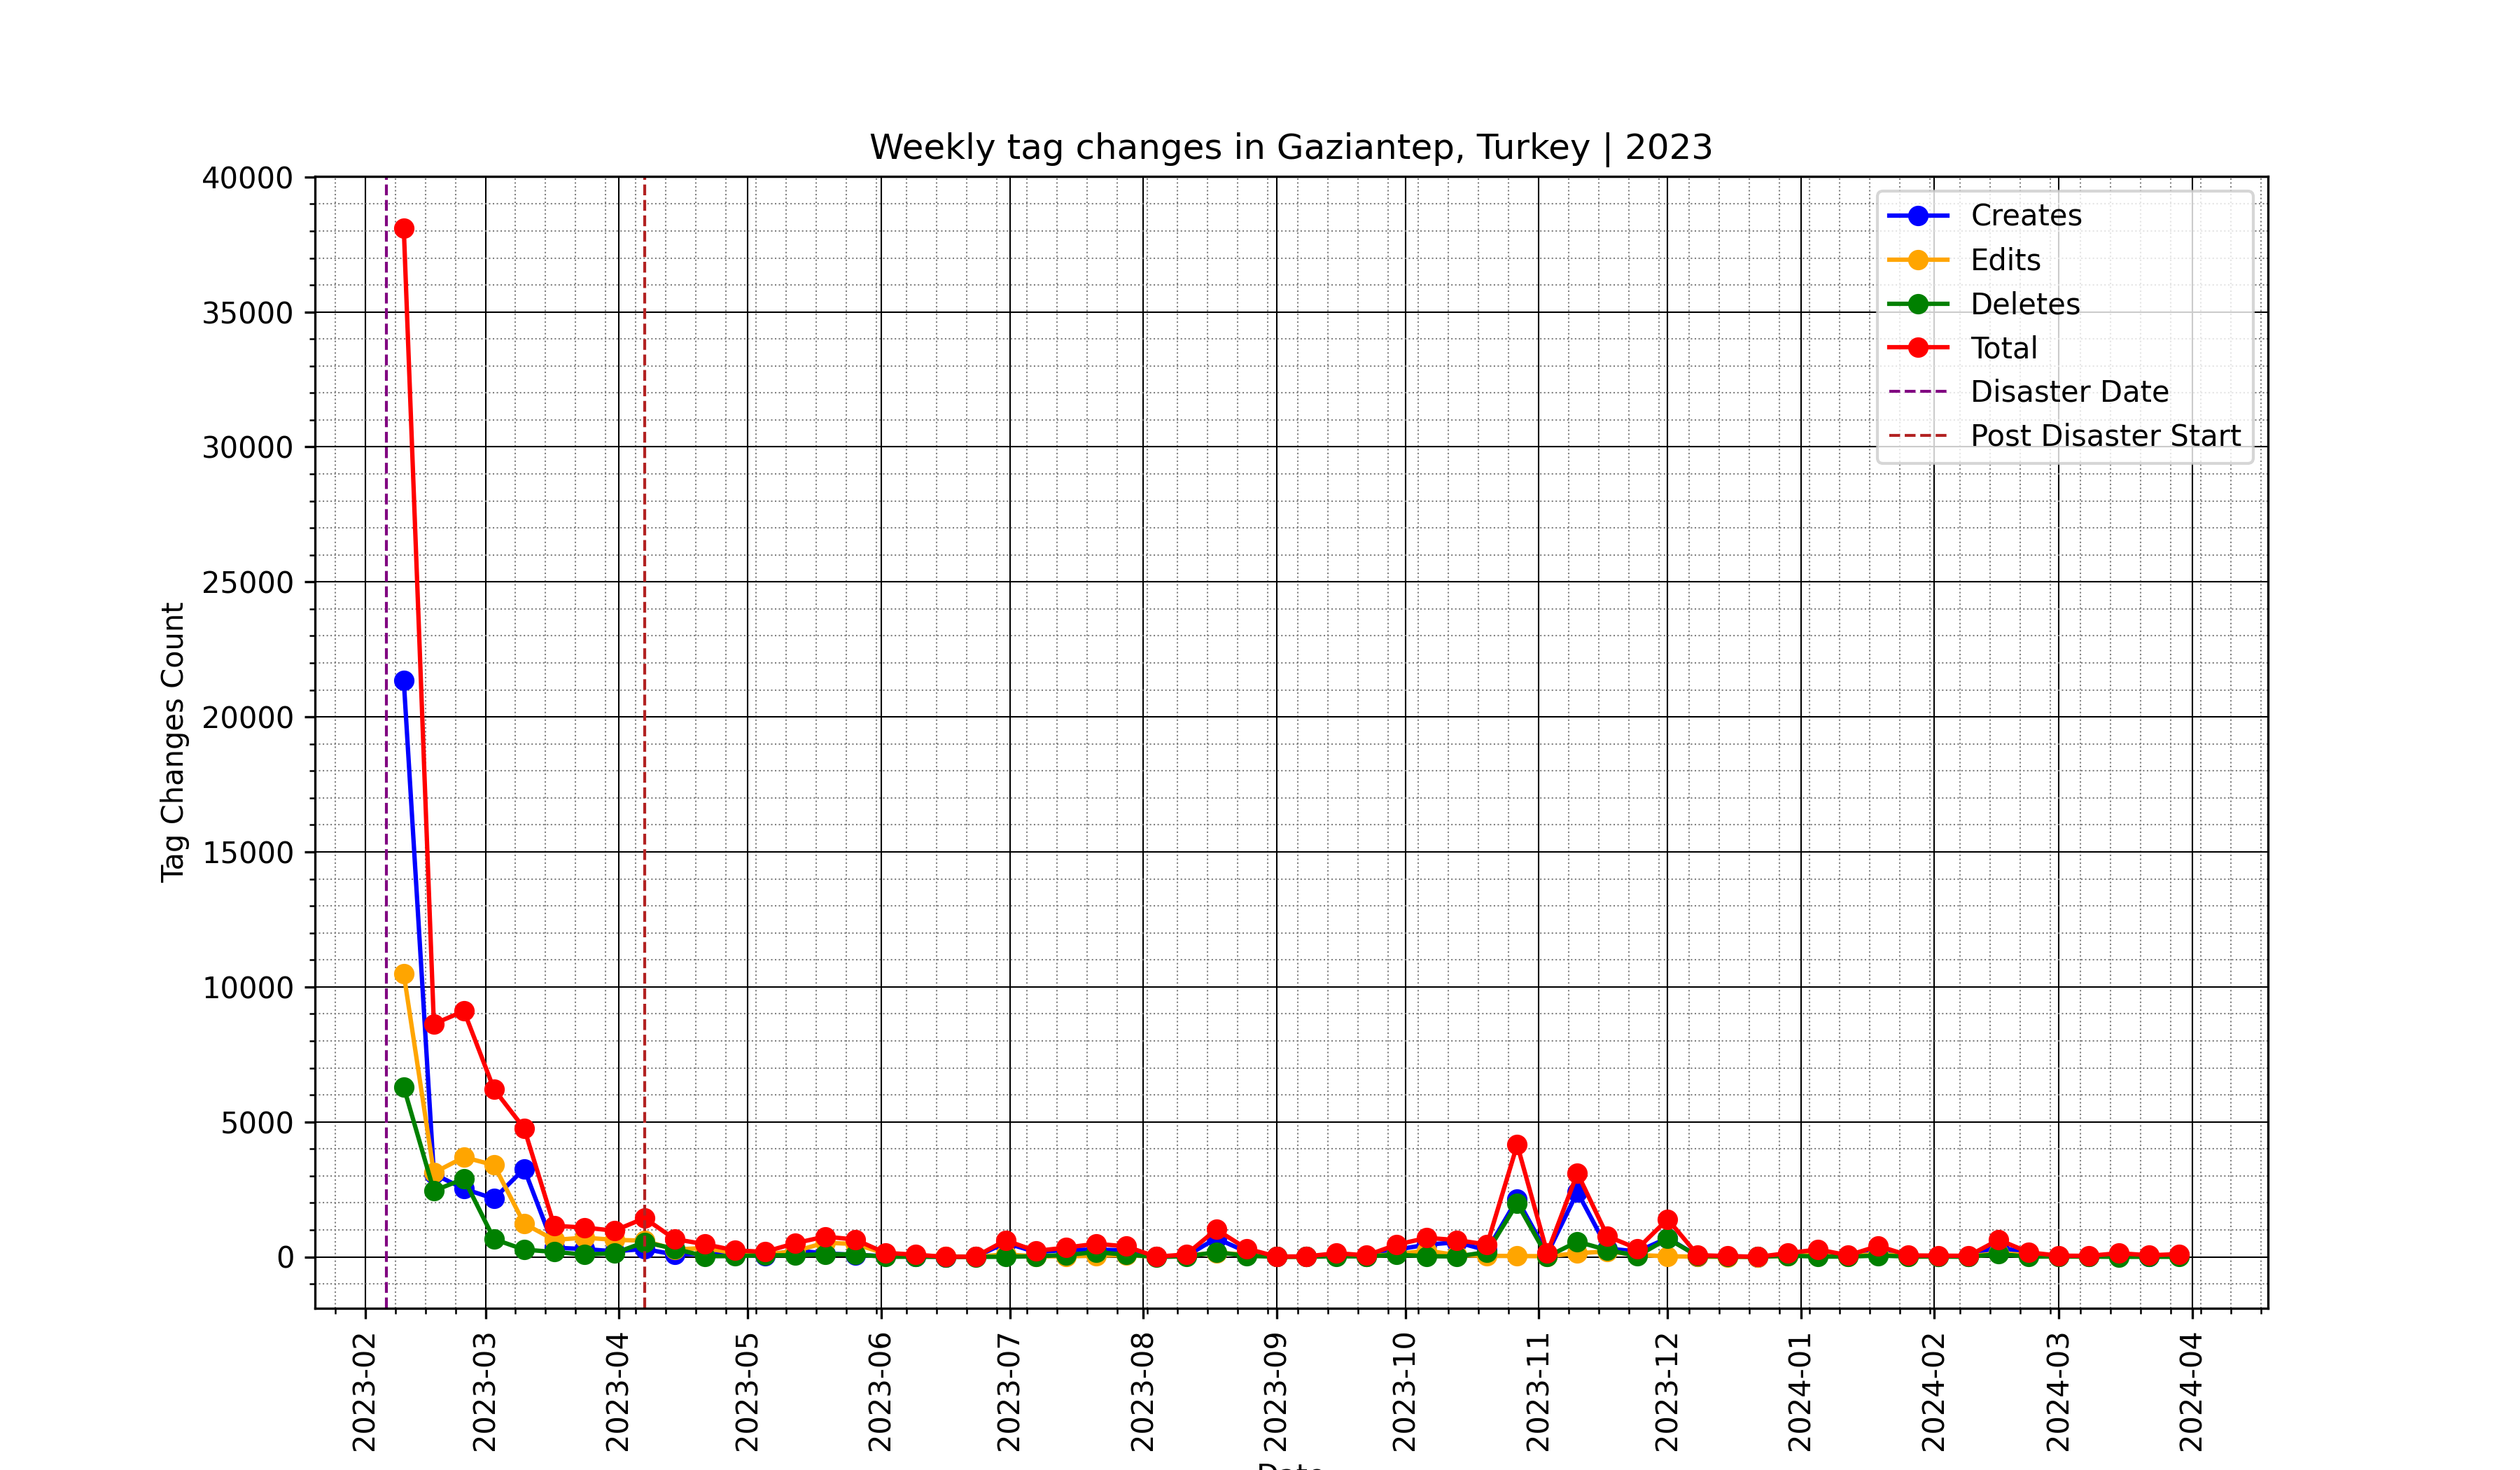 Weekly tag changes in Gaziantep, Turkey | 2023
Tag Changes Count
40000
35000
30000
25000
20000
15000
10000
5000
0
Creates
Edits
Deletes
Total
Disaster Date
Post Disaster Start
2023-02
2023-03
2023-04
2023-05
2023-06
2023-07
2023-08
2023-09
2023-10
2023-11
2023-12
2024-01
2024-02
2024-03
2024-04
Date